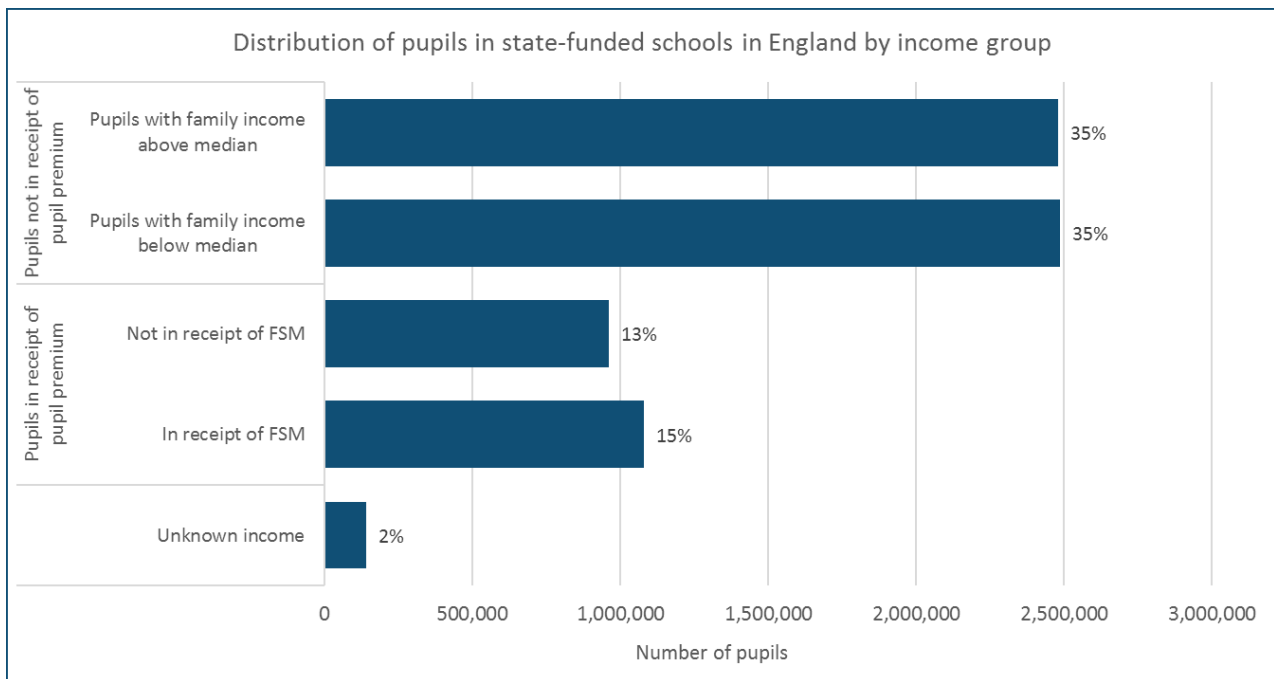 Distribution of pupils in state-funded schools in England by income group
Pupils not in receipt of
pupil premium
Pupils with family income
above median
35%
Pupils with family income
below median
35%
Pupils in receipt of
pupil premium
Not in receipt of FSM
13%
In receipt of FSM
15%
Unknown income
2%
0
500,000
1,000,000
1,500,000
2,000,000
2,500,000
3,000,000
Number of pupils